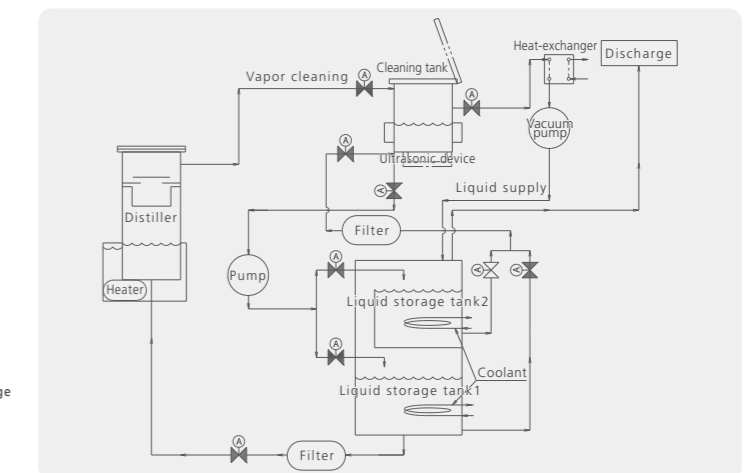 Heat-exchanger
Discharge
Cleaning tank
Vapor cleaning
A
A
Vacuum
pump
A
Ultrasonic device
A
Liquid supply
Distiller
Filter
A
Pump
A
A
Heater
Liquid storage tank2
A
Coolant
ge
Liquid storage tank1
A
Filter